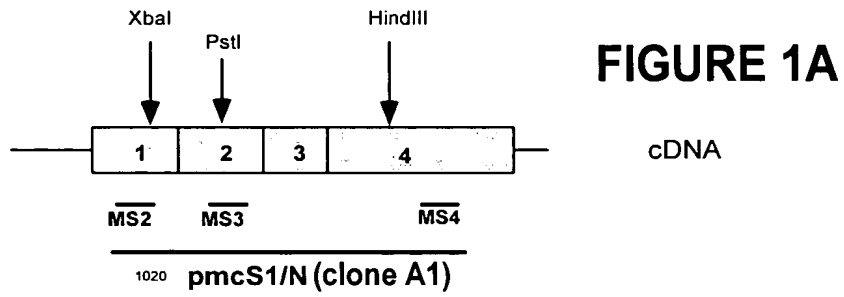 XbaI
PstI
HindIII
FIGURE 1A
1 2 3 4
cDNA
MS2 MS3 MS4
1020 pmcS1/N (clone A1)